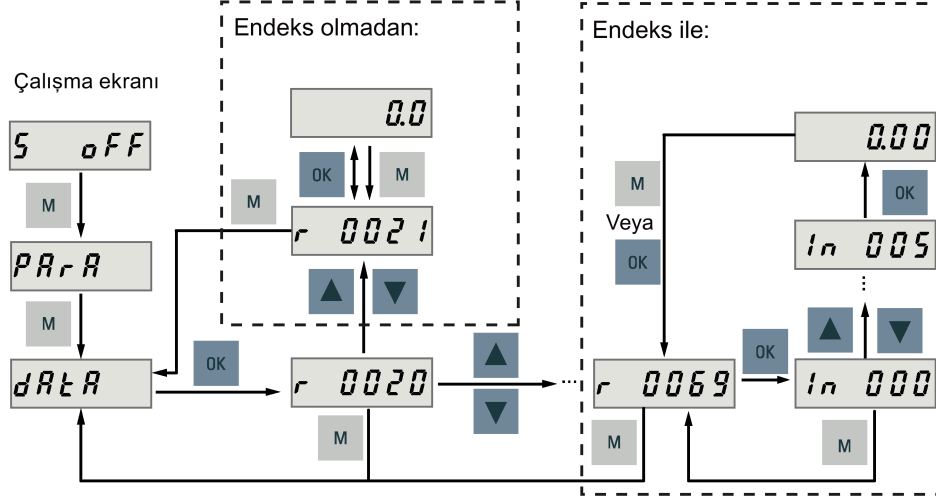 Endeks olmadan:
Endeks ile:
Çalışma ekranı
0.0
0.00
S oFF
OK
M
M
OK
M
M
Veya
r 0021
In 005
PArA
OK
M
OK
OK
dAtA
r 0020
r 0069
In 000
M
M
M